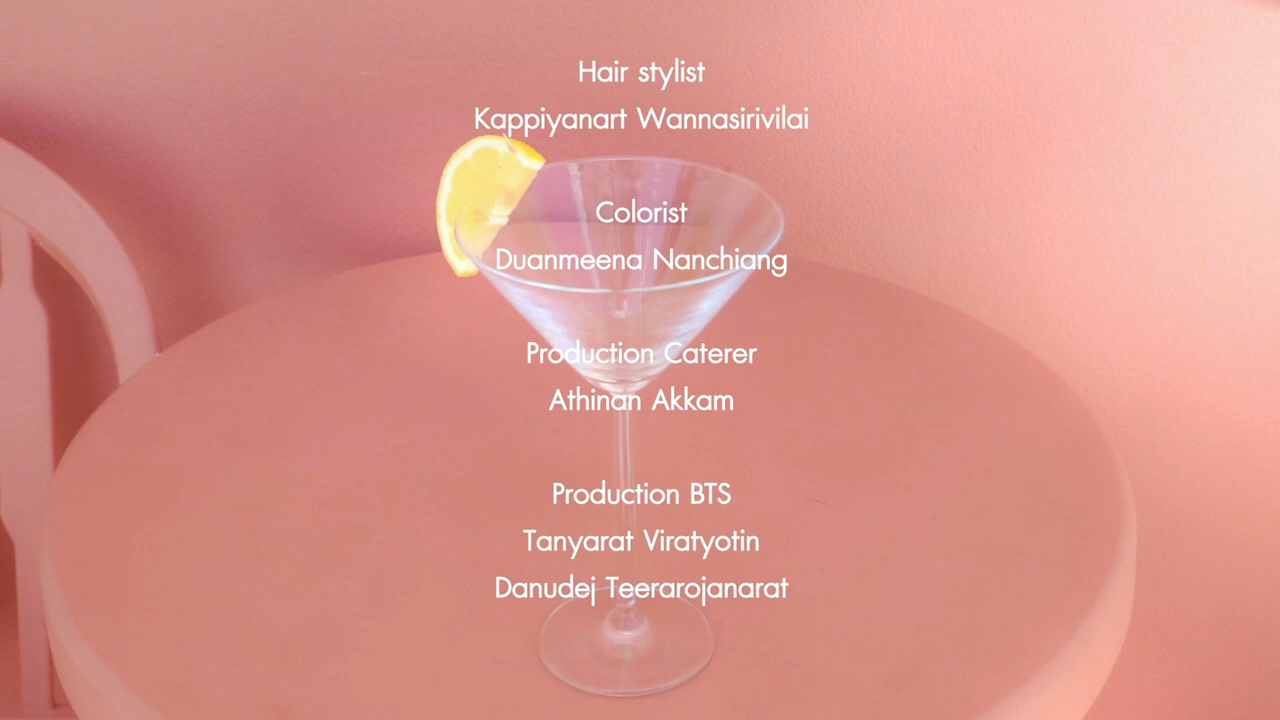 Hair stylist
Kappiyanart Wannasirivilai
Colorist
Duanmeena Nanchiang
Production Caterer
Athinan Akkam
Production BTS
Tanyarat Viratyotin
Danudej Teerarojanarat